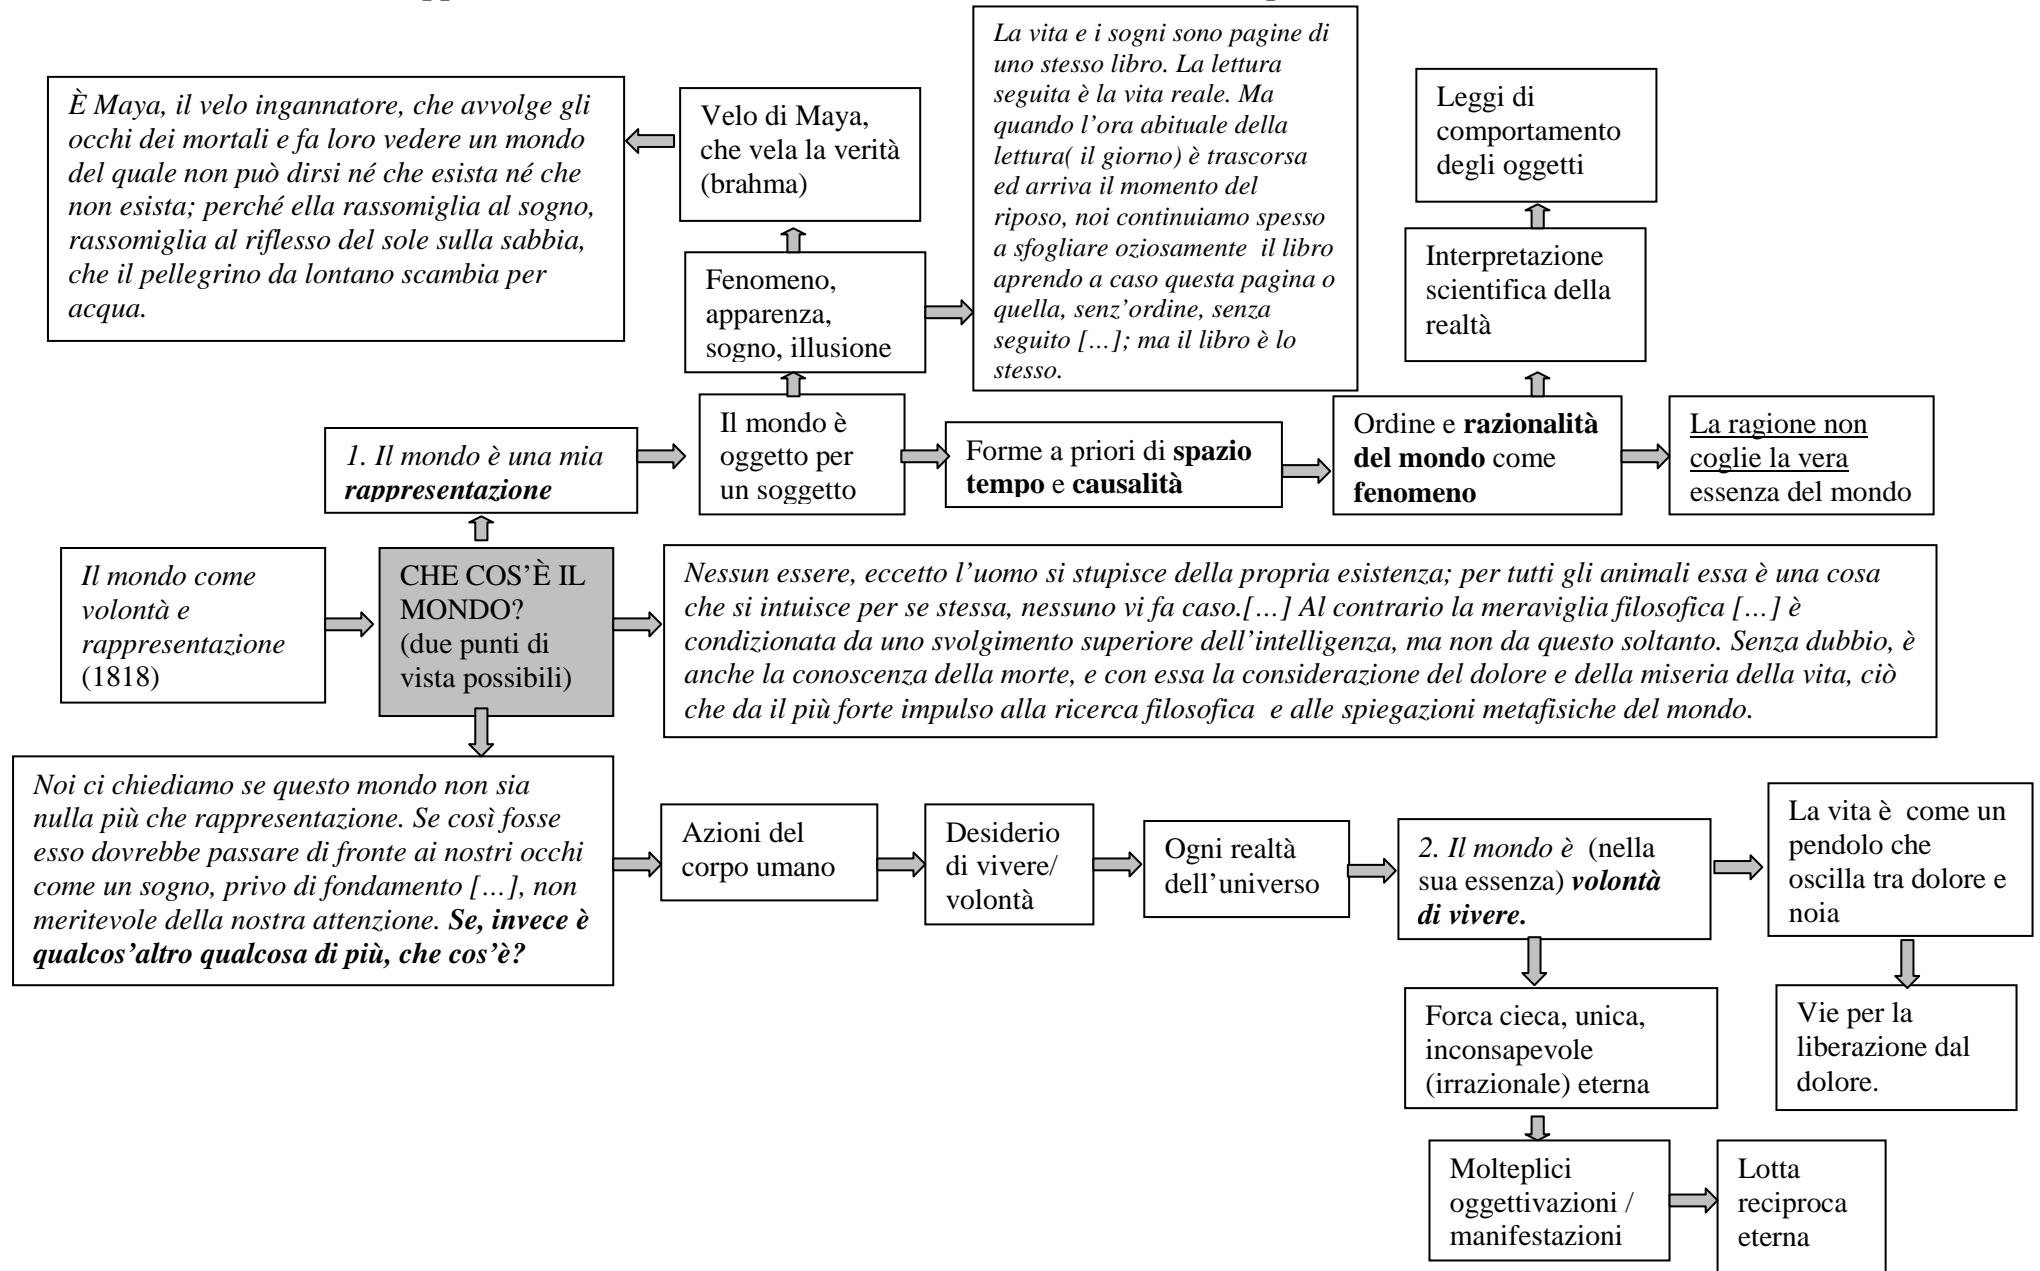 La vita e i sogni sono pagine di
uno stesso libro. La lettura
seguita è la vita reale. Ma
quando l’ora abituale della
lettura( il giorno) è trascorsa
ed arriva il momento del
riposo, noi continuiamo spesso
a sfogliare oziosamente il libro
aprendo a caso questa pagina o
quella, senz’ordine, senza
seguito […]; ma il libro è lo
stesso.
È Maya, il velo ingannatore, che avvolge gli
occhi dei mortali e fa loro vedere un mondo
del quale non può dirsi né che esista né che
non esista; perché ella rassomiglia al sogno,
rassomiglia al riflesso del sole sulla sabbia,
che il pellegrino da lontano scambia per
acqua.
Velo di Maya,
che vela la verità
(brahma)
Leggi di
comportamento
degli oggetti
Fenomeno,
apparenza,
sogno, illusione
Interpretazione
scientifica della
realtà
1. Il mondo è una mia
rappresentazione
Il mondo è
oggetto per
un soggetto
Forme a priori di spazio
tempo e causalità
Ordine e razionalità
del mondo come
fenomeno
La ragione non
coglie la vera
essenza del mondo
Il mondo come
volontà e
rappresentazione
(1818)
CHE COS’È IL
MONDO?
(due punti di
vista possibili)
Nessun essere, eccetto l’uomo si stupisce della propria esistenza; per tutti gli animali essa è una cosa
che si intuisce per se stessa, nessuno vi fa caso.[…] Al contrario la meraviglia filosofica […] è
condizionata da uno svolgimento superiore dell’intelligenza, ma non da questo soltanto. Senza dubbio, è
anche la conoscenza della morte, e con essa la considerazione del dolore e della miseria della vita, ciò
che da il più forte impulso alla ricerca filosofica e alle spiegazioni metafisiche del mondo.
Noi ci chiediamo se questo mondo non sia
nulla più che rappresentazione. Se così fosse
esso dovrebbe passare di fronte ai nostri occhi
come un sogno, privo di fondamento […], non
meritevole della nostra attenzione. Se, invece è
qualcos’altro qualcosa di più, che cos’è?
Azioni del
corpo umano
Desiderio
di vivere/
volontà
Ogni realtà
dell’universo
2. Il mondo è (nella
sua essenza) volontà
di vivere.
La vita è come un
pendolo che
oscilla tra dolore e
noia
Forca cieca, unica,
inconsapevole
(irrazionale) eterna
Vie per la
liberazione dal
dolore.
Molteplici
oggettivazioni /
manifestazioni
Lotta
reciproca
eterna